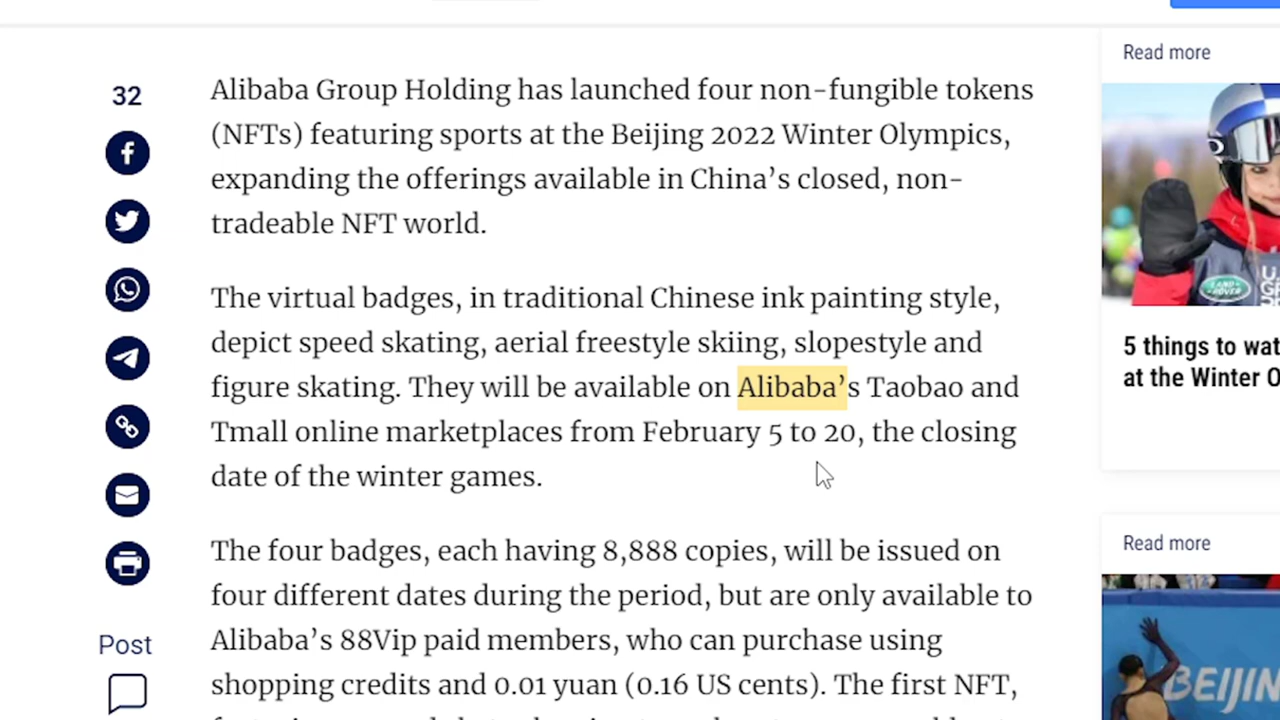 32
Alibaba Group Holding has launched four non-fungible tokens
(NFTs) featuring sports at the Beijing 2022 Winter Olympics,
expanding the offerings available in China’s closed, non-
tradeable NFT world.
The virtual badges, in traditional Chinese ink painting style,
depict speed skating, aerial freestyle skiing, slopestyle and
figure skating. They will be available on Alibaba’s Taobao and
Tmall online marketplaces from February 5 to 20, the closing
date of the winter games.
The four badges, each having 8,888 copies, will be issued on
four different dates during the period, but are only available to
Alibaba’s 88Vip paid members, who can purchase using
shopping credits and 0.01 yuan (0.16 US cents). The first NFT,
Post
Read more
LAND ROVER
5 things to wat
at the Winter O
Read more
BEIJIN